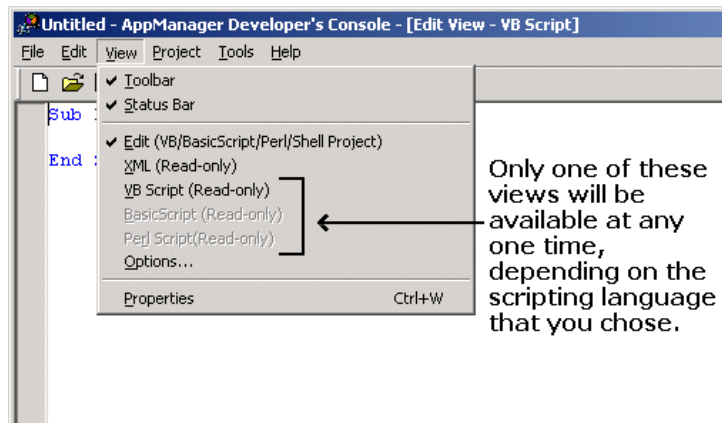 Untitled - AppManager Developer's Console - [Edit View - VB Script]
File Edit View Project Tools Help
Toolbar
Status Bar
Sub
Edit (VB/BasicScript/Perl/Shell Project)
End
XML (Read-only)
VB Script (Read-only)
BasicScript (Read-only)
Perl Script(Read-only)
Options...
Properties Ctrl+W
Only one of these
views will be
available at any
one time,
depending on the
scripting language
that you chose.